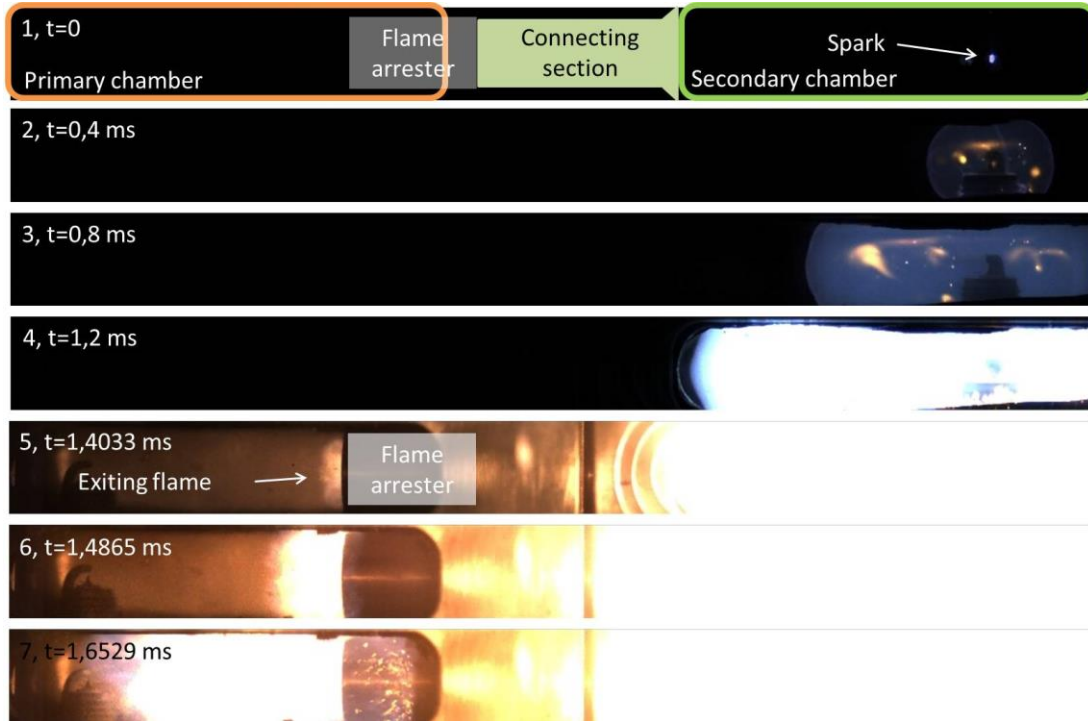 1, t=0
Primary chamber
Flame
arrester
Connecting
section
Spark
Secondary chamber
2, t=0,4 ms
3, t=0,8 ms
4, t=1,2 ms
5, t=1,4033 ms
Exiting flame
Flame
arrester
6, t=1,4865 ms
7, t=1,6529 ms